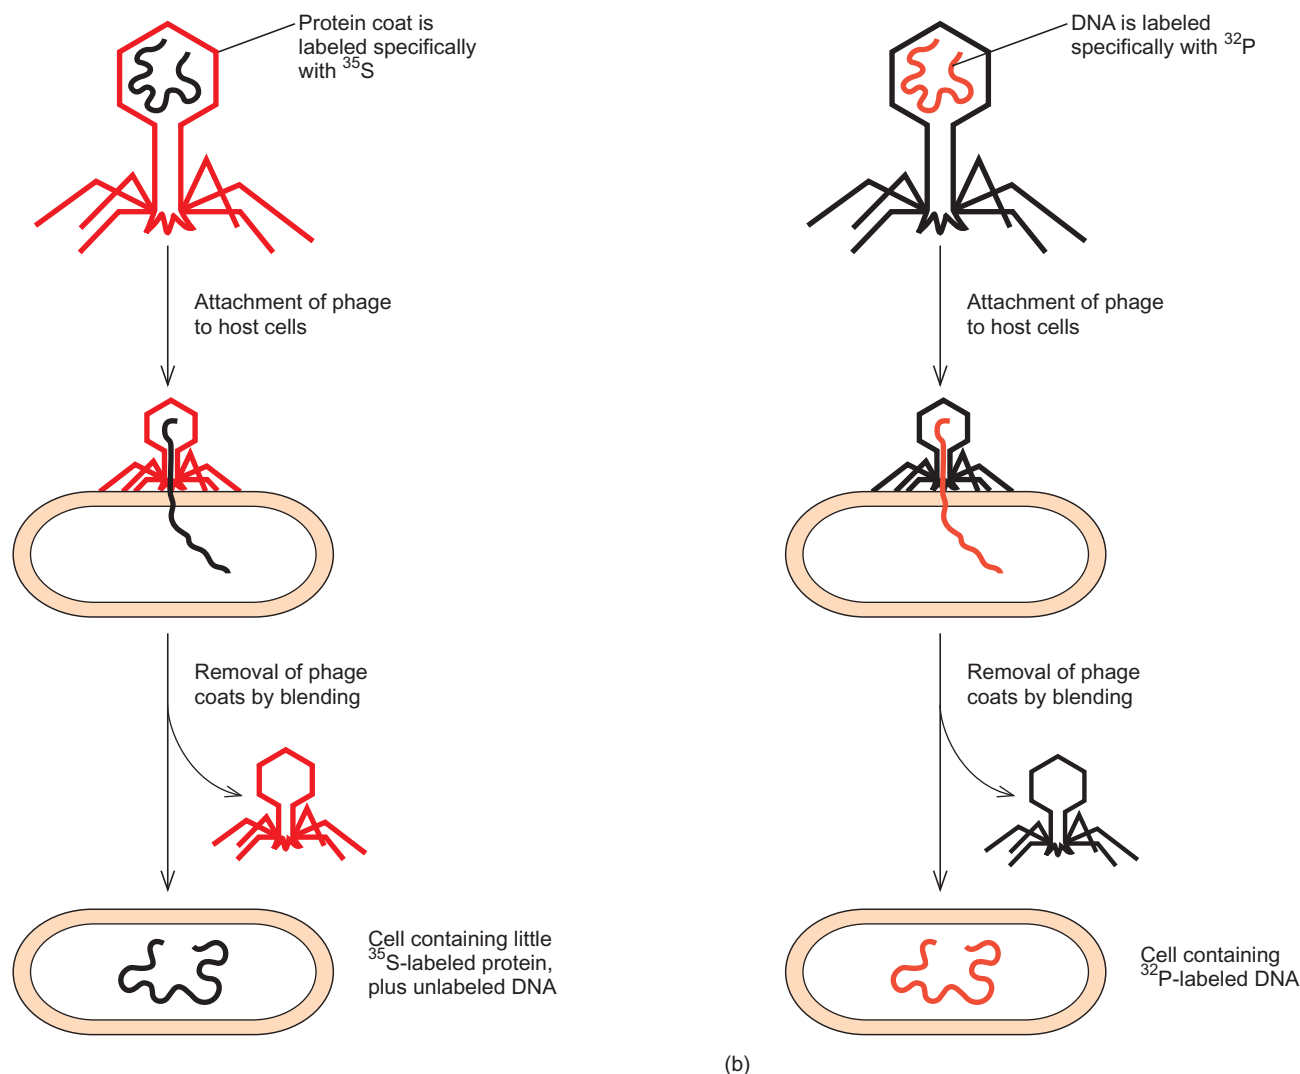 Protein coat is
labeled specifically
with ³⁵S
Attachment of phage
to host cells
Removal of phage
coats by blending
Cell containing little
³⁵S-labeled protein,
plus unlabeled DNA
DNA is labeled
specifically with ³²P
Attachment of phage
to host cells
Removal of phage
coats by blending
Cell containing
³²P-labeled DNA
(b)